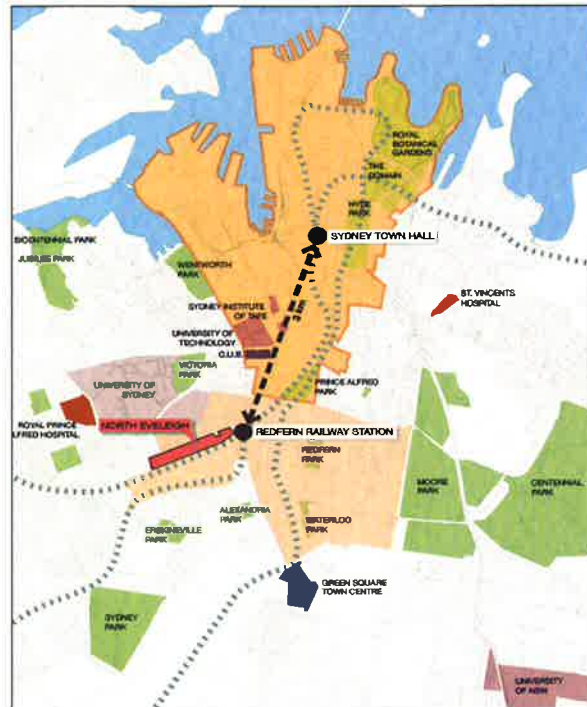 ROYAL
BOTANICAL
GARDENS
THE
DOMAIN
HYDE
PARK
SYDNEY TOWN HALL
BICENTENNIAL PARK
JUBILEE PARK
WENTWORTH
PARK
ST. VINCENTS
HOSPITAL
SYDNEY INSTITUTE
OF TAFE
3 km
UNIVERSITY OF
TECHNOLOGY
C.U.B.
VICTORIA
PARK
UNIVERSITY OF
SYDNEY
PRINCE ALFRED PARK
ROYAL PRINCE
LFRED HOSPITAL
NORTH EVELEIGH
REDFERN RAILWAY STATION
REDFERN
PARK
MOORE
PARK
CENTENNIAL
PARK
ALEXANDRIA
PARK
WATERLOO
PARK
ERSKINEVILLE
PARK
GREEN SQUARE
TOWN CENTRE
SYDNEY
PARK
UNIVERSITY
OF NSW